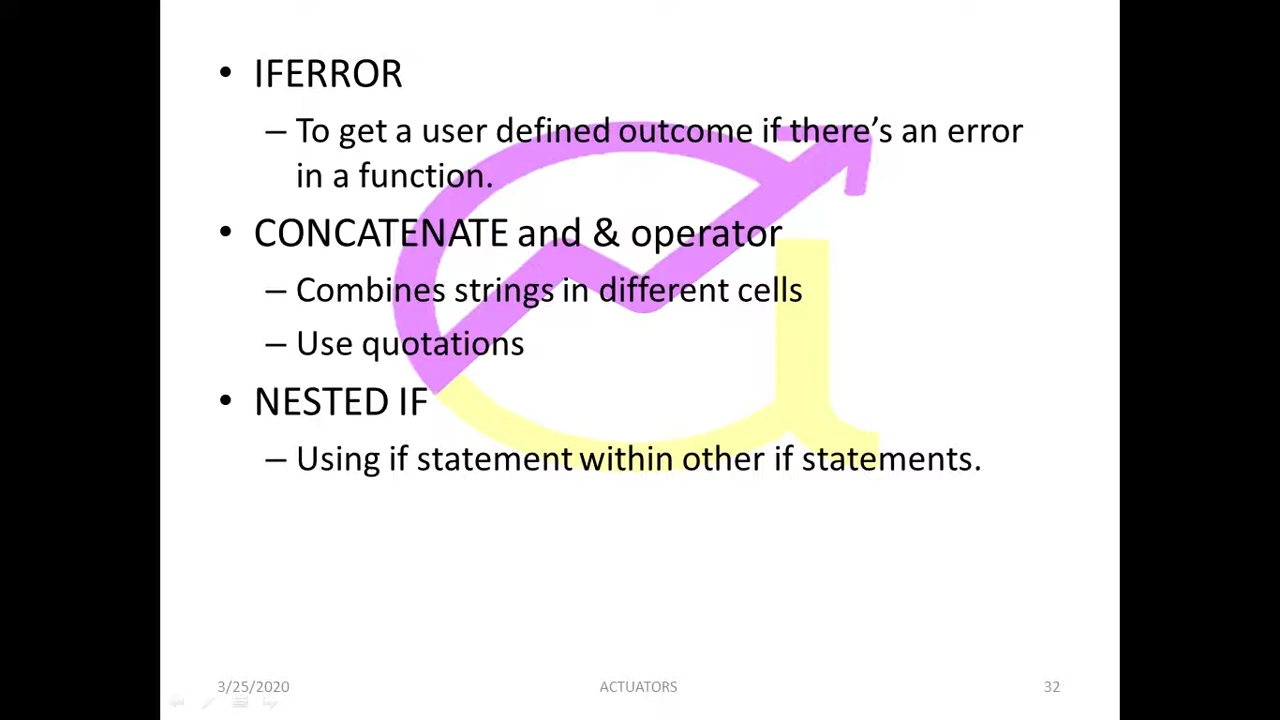 • IFERROR
– To get a user defined outcome if there’s an error
in a function.
• CONCATENATE and & operator
– Combines strings in different cells
– Use quotations
• NESTED IF
– Using if statement within other if statements.
3/25/2020 ACTUATORS 32